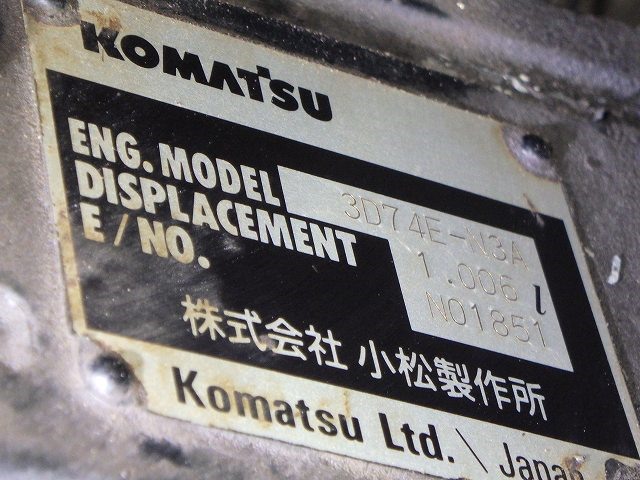 KOMATSU
ENG. MODEL 3D74E-N3A
DISPLACEMENT 1.006 l
E / NO. N01851
株式会社 小松製作所
Komatsu Ltd. \ Japan